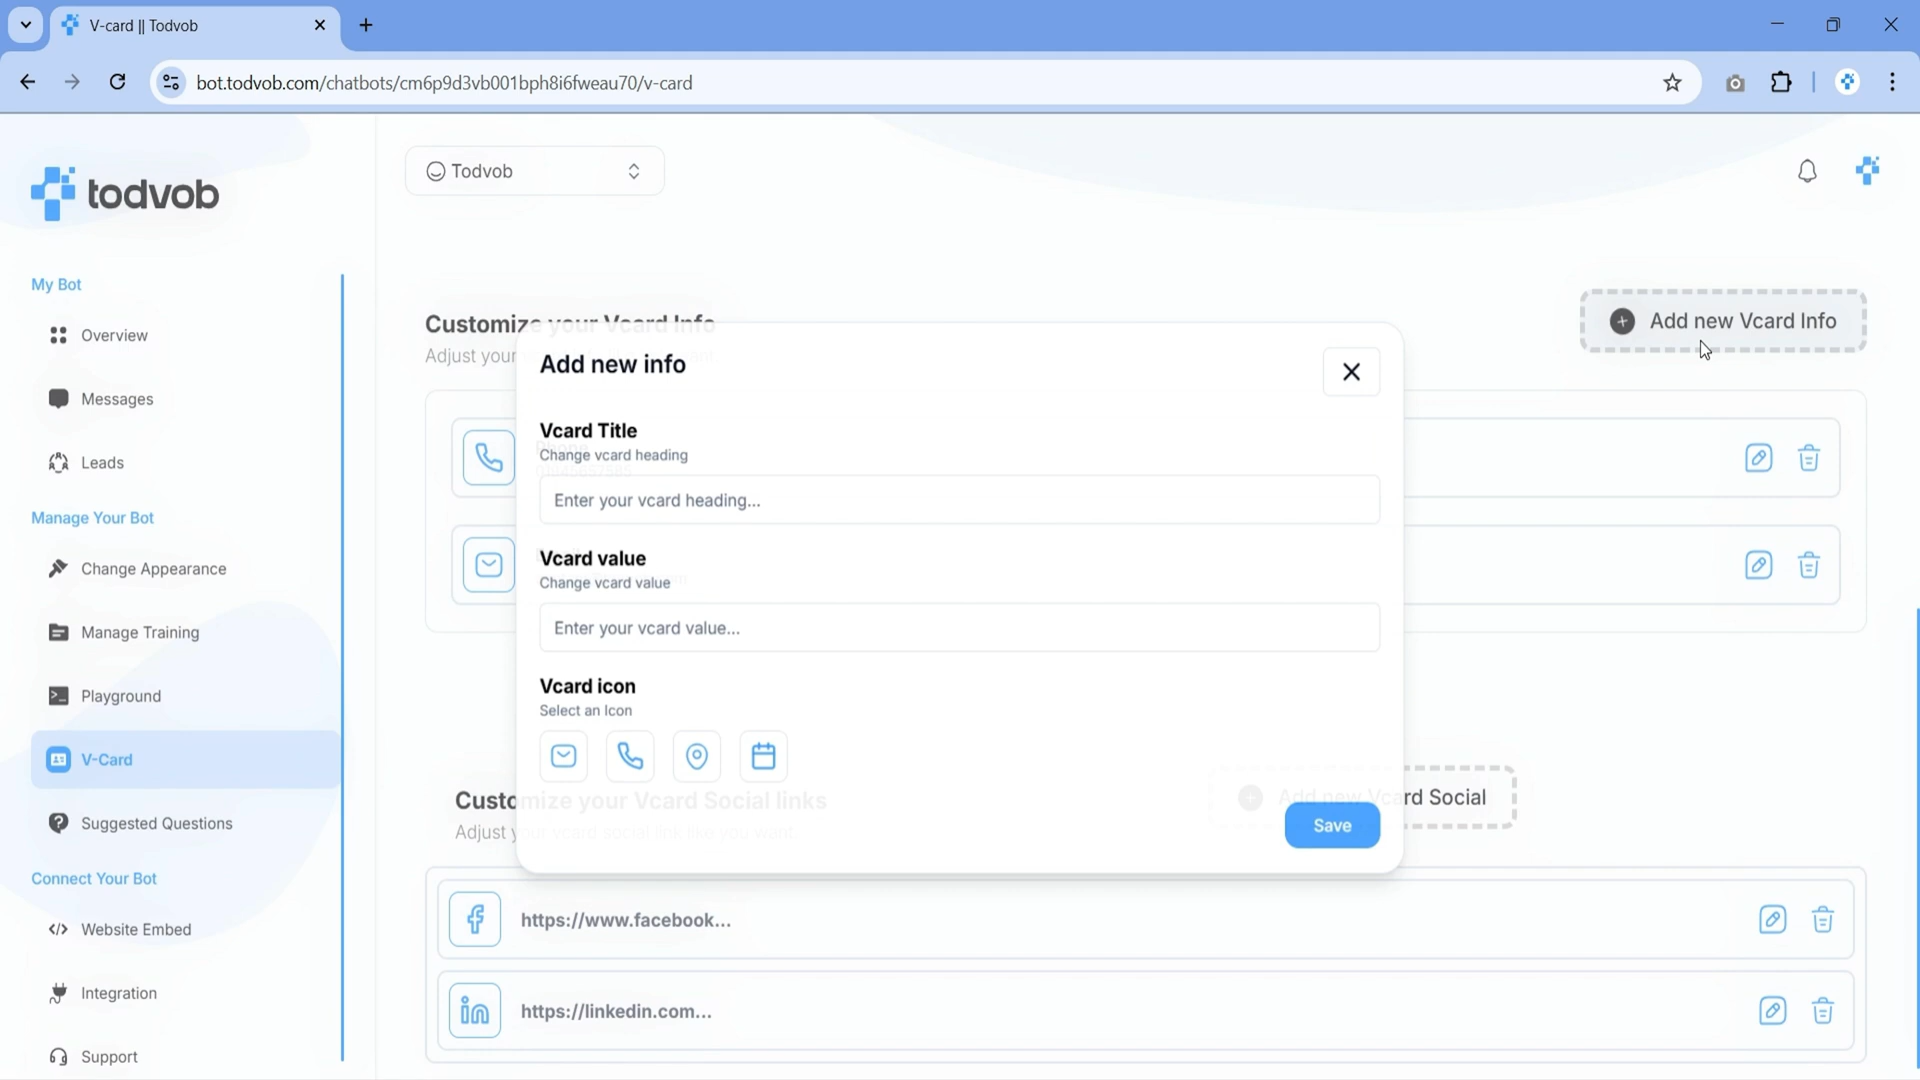 V-card || Todvob
bot.todvob.com/chatbots/cm6p9d3vb001bph8i6fweau70/v-card
todvob
Todvob
My Bot
Overview
Messages
Leads
Manage Your Bot
Change Appearance
Manage Training
Playground
V-Card
Suggested Questions
Connect Your Bot
Website Embed
Integration
Support
Customize your Vcard Info
Adjust your
Add new Vcard Info
Add new info
Vcard Title
Change vcard heading
Enter your vcard heading...
Vcard value
Change vcard value
Enter your vcard value...
Vcard icon
Select an Icon
Save
Customize your Vcard Social links
Adjust your vcard social link like you want
Add new Vcard Social
https://www.facebook...
https://linkedin.com...